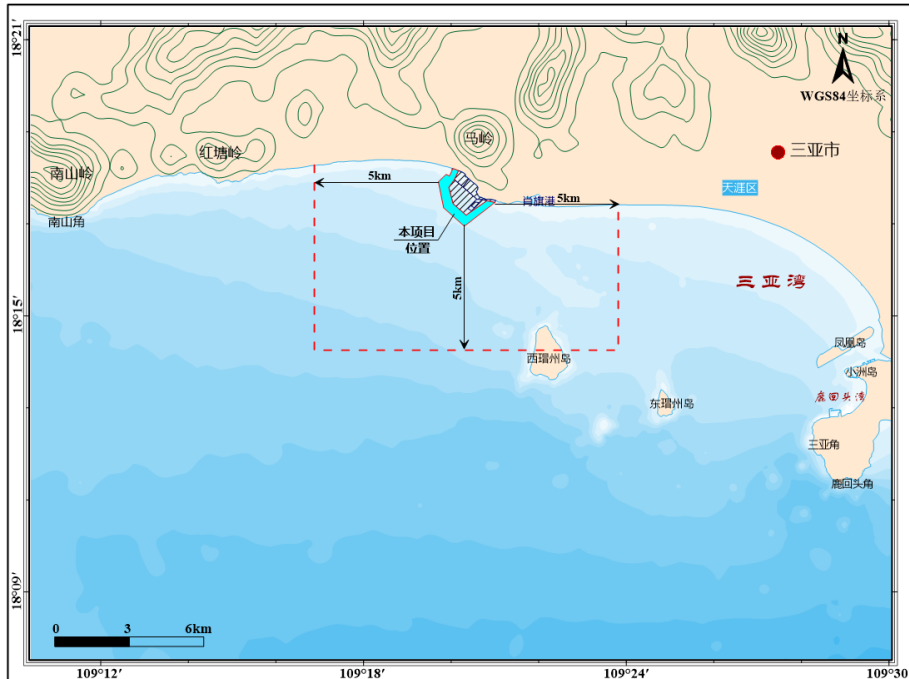 18°21′
N
WGS84坐标系
马岭
三亚市
红塘岭
南山岭
天涯区
5km
肖旗港
5km
南山角
本项目
位置
三亚湾
5km
18°15′
凤凰岛
西瑁州岛
小洲岛
鹿回头湾
东瑁州岛
三亚角
鹿回头角
18°09′
0
3
6km
109°12′
109°18′
109°24′
109°30′